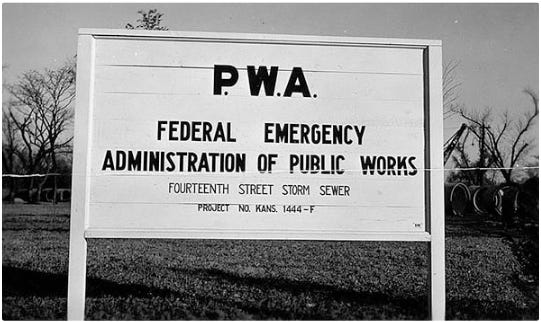 P.W.A.
FEDERAL EMERGENCY
ADMINISTRATION OF PUBLIC WORKS
FOURTEENTH STREET STORM SEWER
PROJECT NO. KANS. 1444-F